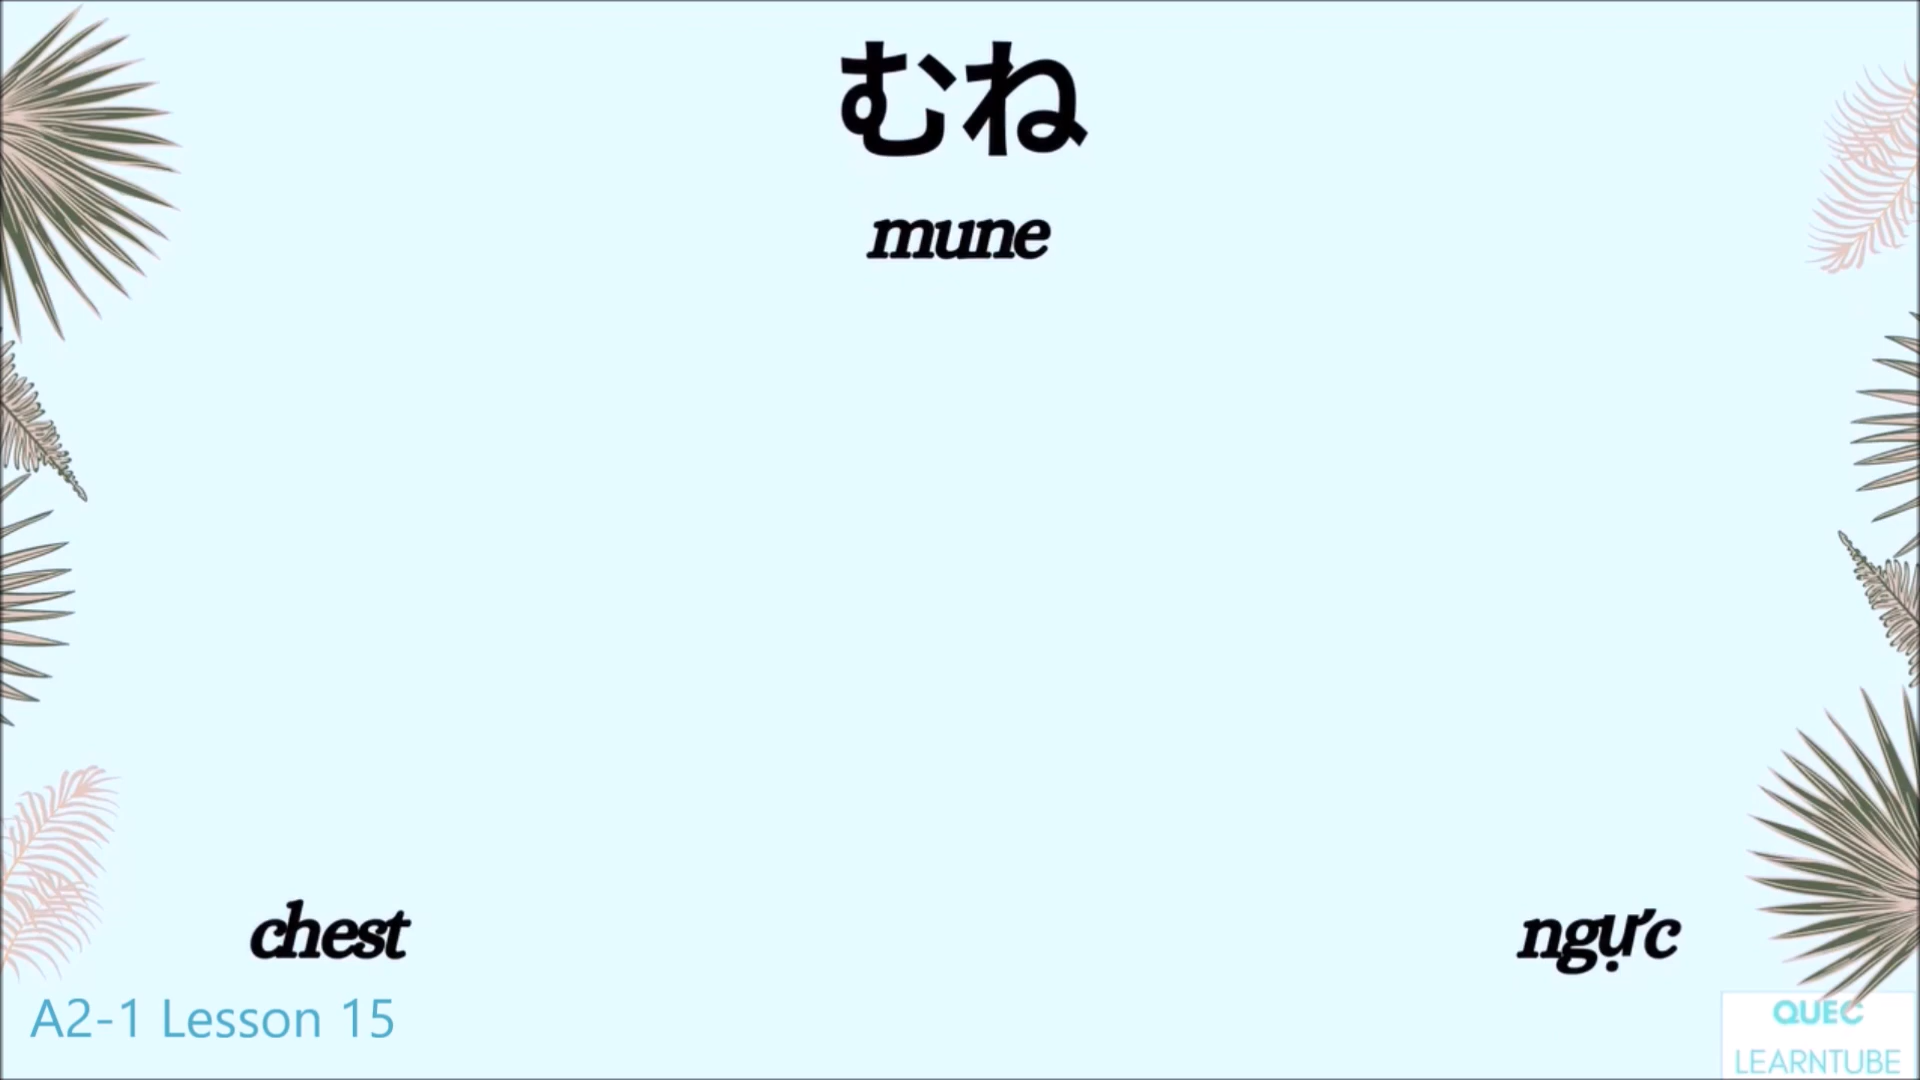 むね
mune
chest
ngực
A2-1 Lesson 15
QUEC
LEARNTUBE